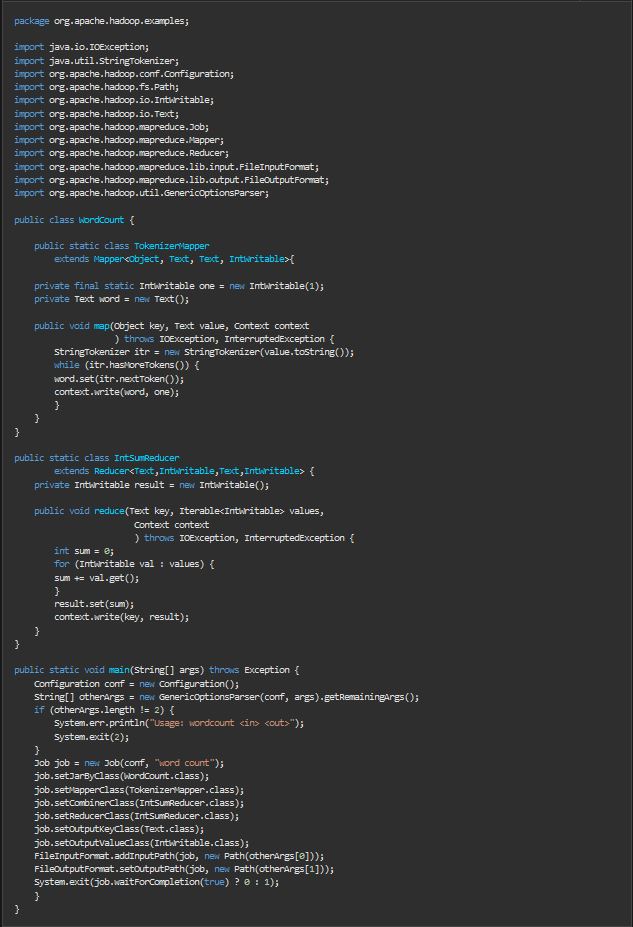 package org.apache.hadoop.examples;
import java.io.IOException;
import java.util.StringTokenizer;
import org.apache.hadoop.conf.Configuration;
import org.apache.hadoop.fs.Path;
import org.apache.hadoop.io.IntWritable;
import org.apache.hadoop.io.Text;
import org.apache.hadoop.mapreduce.Job;
import org.apache.hadoop.mapreduce.Mapper;
import org.apache.hadoop.mapreduce.Reducer;
import org.apache.hadoop.mapreduce.lib.input.FileInputFormat;
import org.apache.hadoop.mapreduce.lib.output.FileOutputFormat;
import org.apache.hadoop.util.GenericOptionsParser;
public class WordCount {
public static class TokenizerMapper
extends Mapper<Object, Text, Text, IntWritable>{
private final static IntWritable one = new IntWritable(1);
private Text word = new Text();
public void map(Object key, Text value, Context context
) throws IOException, InterruptedException {
StringTokenizer itr = new StringTokenizer(value.toString());
while (itr.hasMoreTokens()) {
word.set(itr.nextToken());
context.write(word, one);
}
}
}
public static class IntSumReducer
extends Reducer<Text,IntWritable,Text,IntWritable> {
private IntWritable result = new IntWritable();
public void reduce(Text key, Iterable<IntWritable> values,
Context context
) throws IOException, InterruptedException {
int sum = 0;
for (IntWritable val : values) {
sum += val.get();
}
result.set(sum);
context.write(key, result);
}
}
public static void main(String[] args) throws Exception {
Configuration conf = new Configuration();
String[] otherArgs = new GenericOptionsParser(conf, args).getRemainingArgs();
if (otherArgs.length != 2) {
System.err.println("Usage: wordcount <in> <out>");
System.exit(2);
}
Job job = new Job(conf, "word count");
job.setJarByClass(WordCount.class);
job.setMapperClass(TokenizerMapper.class);
job.setCombinerClass(IntSumReducer.class);
job.setReducerClass(IntSumReducer.class);
job.setOutputKeyClass(Text.class);
job.setOutputValueClass(IntWritable.class);
FileInputFormat.addInputPath(job, new Path(otherArgs[0]));
FileOutputFormat.setOutputPath(job, new Path(otherArgs[1]));
System.exit(job.waitForCompletion(true) ? 0 : 1);
}
}